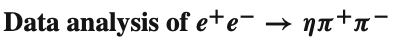 Data analysis of e⁺e⁻ → ηπ⁺π⁻